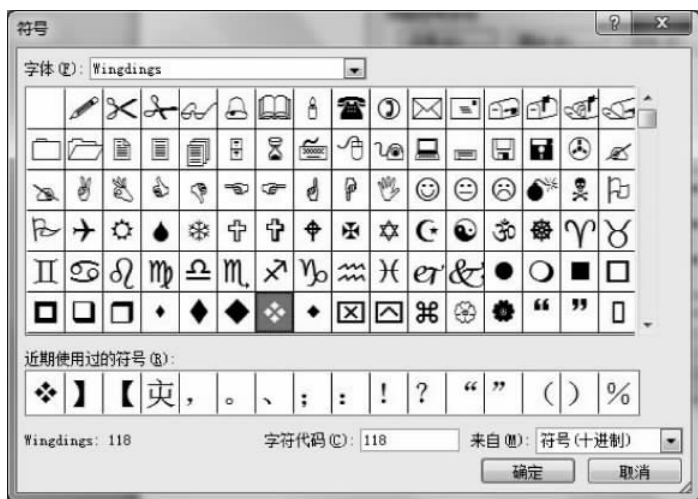 符号
字体(F): Wingdings
近期使用过的符号(R):
❖ 】 【 㐫 , 。 、 ; : ! ? “ ” ( ) %
Wingdings: 118 字符代码(C): 118 来自(M): 符号(十进制)
确定 取消